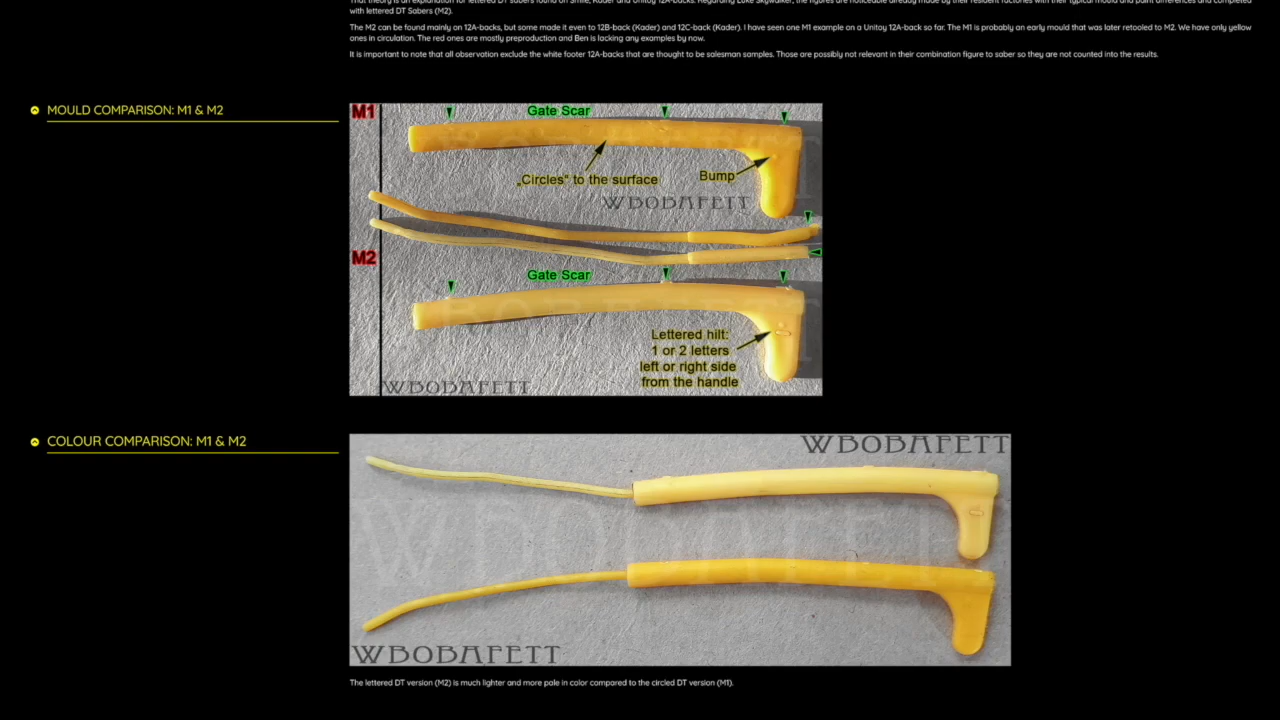 That theory is an explanation for lettered DT sabers found on Smile, Kader and Unitoy 12A-backs. Regarding Luke Skywalker, the figures are noticeable already made by their resident factories with their typical mould and paint differences and completed
with lettered DT Sabers (M2).
The M2 can be found mainly on 12A-backs, but some made it even to 12B-back (Kader) and 12C-back (Kader). I have seen one M1 example on a Unitoy 12A-back so far. The M1 is probably an early mould that was later retooled to M2. We have only yellow
ones in circulation. The red ones are mostly preproduction and Ben is lacking any examples by now.
It is important to note that all observation exclude the white footer 12A-backs that are thought to be salesman samples. Those are possibly not relevant in their combination figure to saber so they are not counted into the results.
MOULD COMPARISON: M1 & M2
M1
Gate Scar
„Circles“ to the surface
Bump
WBOBAFETT
M2
Gate Scar
Lettered hilt:
1 or 2 letters
left or right side
from the handle
WBOBAFETT
COLOUR COMPARISON: M1 & M2
WBOBAFETT
WBOBAFETT
WBOBAFETT
The lettered DT version (M2) is much lighter and more pale in color compared to the circled DT version (M1).